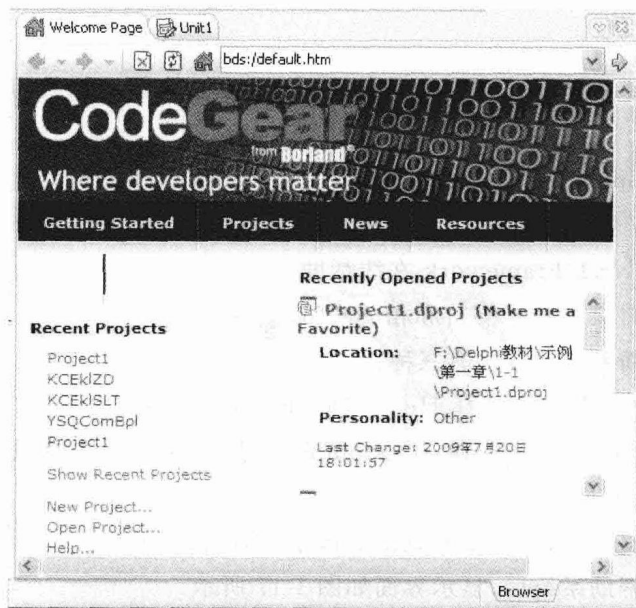 Welcome Page Unit1
bds:/default.htm
CodeGear
from Borland®
Where developers matter
Getting Started Projects News Resources
Recent Projects
Project1
KCEklZD
KCEklSLT
YSQComBpl
Project1
Show Recent Projects
New Project...
Open Project...
Help...
Recently Opened Projects
Project1.dproj (Make me a
Favorite)
Location: F:\Delphi教材\示例
\第一章\1-1
\Project1.dproj
Personality: Other
Last Change: 2009年7月20日
18:01:57
Browser